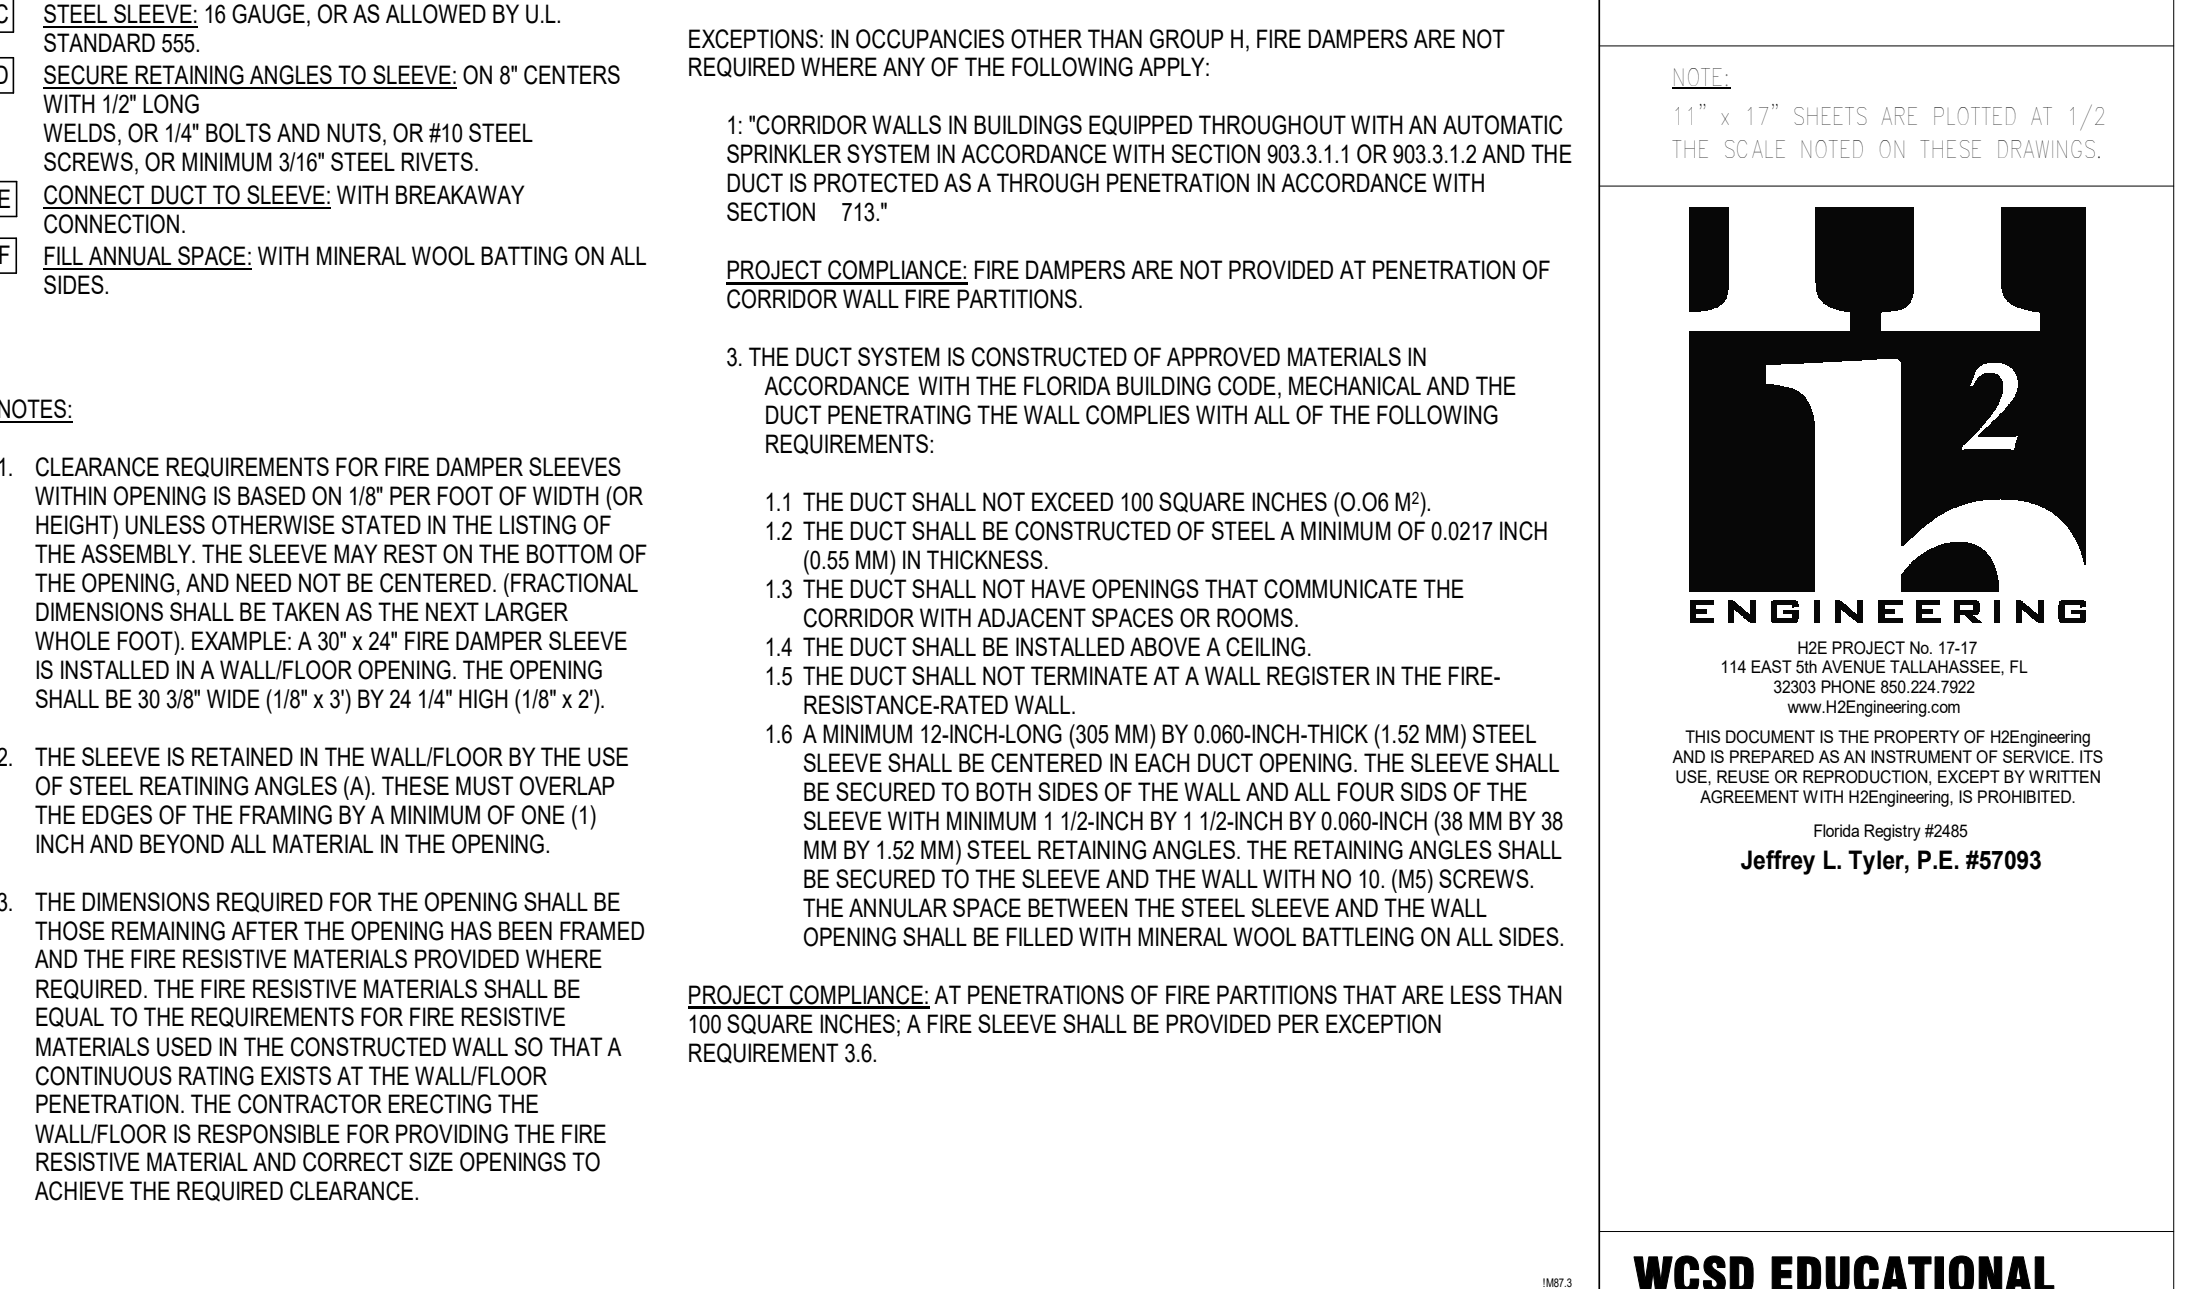 C
STEEL SLEEVE: 16 GAUGE, OR AS ALLOWED BY U.L.
STANDARD 555.
D
SECURE RETAINING ANGLES TO SLEEVE: ON 8" CENTERS
WITH 1/2" LONG
WELDS, OR 1/4" BOLTS AND NUTS, OR #10 STEEL
SCREWS, OR MINIMUM 3/16" STEEL RIVETS.
E
CONNECT DUCT TO SLEEVE: WITH BREAKAWAY
CONNECTION.
F
FILL ANNUAL SPACE: WITH MINERAL WOOL BATTING ON ALL
SIDES.
NOTES:
1. CLEARANCE REQUIREMENTS FOR FIRE DAMPER SLEEVES
WITHIN OPENING IS BASED ON 1/8" PER FOOT OF WIDTH (OR
HEIGHT) UNLESS OTHERWISE STATED IN THE LISTING OF
THE ASSEMBLY. THE SLEEVE MAY REST ON THE BOTTOM OF
THE OPENING, AND NEED NOT BE CENTERED. (FRACTIONAL
DIMENSIONS SHALL BE TAKEN AS THE NEXT LARGER
WHOLE FOOT). EXAMPLE: A 30" x 24" FIRE DAMPER SLEEVE
IS INSTALLED IN A WALL/FLOOR OPENING. THE OPENING
SHALL BE 30 3/8" WIDE (1/8" x 3') BY 24 1/4" HIGH (1/8" x 2').
2. THE SLEEVE IS RETAINED IN THE WALL/FLOOR BY THE USE
OF STEEL REATINING ANGLES (A). THESE MUST OVERLAP
THE EDGES OF THE FRAMING BY A MINIMUM OF ONE (1)
INCH AND BEYOND ALL MATERIAL IN THE OPENING.
3. THE DIMENSIONS REQUIRED FOR THE OPENING SHALL BE
THOSE REMAINING AFTER THE OPENING HAS BEEN FRAMED
AND THE FIRE RESISTIVE MATERIALS PROVIDED WHERE
REQUIRED. THE FIRE RESISTIVE MATERIALS SHALL BE
EQUAL TO THE REQUIREMENTS FOR FIRE RESISTIVE
MATERIALS USED IN THE CONSTRUCTED WALL SO THAT A
CONTINUOUS RATING EXISTS AT THE WALL/FLOOR
PENETRATION. THE CONTRACTOR ERECTING THE
WALL/FLOOR IS RESPONSIBLE FOR PROVIDING THE FIRE
RESISTIVE MATERIAL AND CORRECT SIZE OPENINGS TO
ACHIEVE THE REQUIRED CLEARANCE.
EXCEPTIONS: IN OCCUPANCIES OTHER THAN GROUP H, FIRE DAMPERS ARE NOT
REQUIRED WHERE ANY OF THE FOLLOWING APPLY:
1: "CORRIDOR WALLS IN BUILDINGS EQUIPPED THROUGHOUT WITH AN AUTOMATIC
SPRINKLER SYSTEM IN ACCORDANCE WITH SECTION 903.3.1.1 OR 903.3.1.2 AND THE
DUCT IS PROTECTED AS A THROUGH PENETRATION IN ACCORDANCE WITH
SECTION 713."
PROJECT COMPLIANCE: FIRE DAMPERS ARE NOT PROVIDED AT PENETRATION OF
CORRIDOR WALL FIRE PARTITIONS.
3. THE DUCT SYSTEM IS CONSTRUCTED OF APPROVED MATERIALS IN
ACCORDANCE WITH THE FLORIDA BUILDING CODE, MECHANICAL AND THE
DUCT PENETRATING THE WALL COMPLIES WITH ALL OF THE FOLLOWING
REQUIREMENTS:
1.1 THE DUCT SHALL NOT EXCEED 100 SQUARE INCHES (O.O6 M²).
1.2 THE DUCT SHALL BE CONSTRUCTED OF STEEL A MINIMUM OF 0.0217 INCH
(0.55 MM) IN THICKNESS.
1.3 THE DUCT SHALL NOT HAVE OPENINGS THAT COMMUNICATE THE
CORRIDOR WITH ADJACENT SPACES OR ROOMS.
1.4 THE DUCT SHALL BE INSTALLED ABOVE A CEILING.
1.5 THE DUCT SHALL NOT TERMINATE AT A WALL REGISTER IN THE FIRE-
RESISTANCE-RATED WALL.
1.6 A MINIMUM 12-INCH-LONG (305 MM) BY 0.060-INCH-THICK (1.52 MM) STEEL
SLEEVE SHALL BE CENTERED IN EACH DUCT OPENING. THE SLEEVE SHALL
BE SECURED TO BOTH SIDES OF THE WALL AND ALL FOUR SIDS OF THE
SLEEVE WITH MINIMUM 1 1/2-INCH BY 1 1/2-INCH BY 0.060-INCH (38 MM BY 38
MM BY 1.52 MM) STEEL RETAINING ANGLES. THE RETAINING ANGLES SHALL
BE SECURED TO THE SLEEVE AND THE WALL WITH NO 10. (M5) SCREWS.
THE ANNULAR SPACE BETWEEN THE STEEL SLEEVE AND THE WALL
OPENING SHALL BE FILLED WITH MINERAL WOOL BATTLEING ON ALL SIDES.
PROJECT COMPLIANCE: AT PENETRATIONS OF FIRE PARTITIONS THAT ARE LESS THAN
100 SQUARE INCHES; A FIRE SLEEVE SHALL BE PROVIDED PER EXCEPTION
REQUIREMENT 3.6.
!M87.3
NOTE:
11" x 17" SHEETS ARE PLOTTED AT 1/2
THE SCALE NOTED ON THESE DRAWINGS.
H h 2
ENGINEERING
H2E PROJECT No. 17-17
114 EAST 5th AVENUE TALLAHASSEE, FL
32303 PHONE 850.224.7922
www.H2Engineering.com
THIS DOCUMENT IS THE PROPERTY OF H2Engineering
AND IS PREPARED AS AN INSTRUMENT OF SERVICE. ITS
USE, REUSE OR REPRODUCTION, EXCEPT BY WRITTEN
AGREEMENT WITH H2Engineering, IS PROHIBITED.
Florida Registry #2485
Jeffrey L. Tyler, P.E. #57093
WCSD EDUCATIONAL